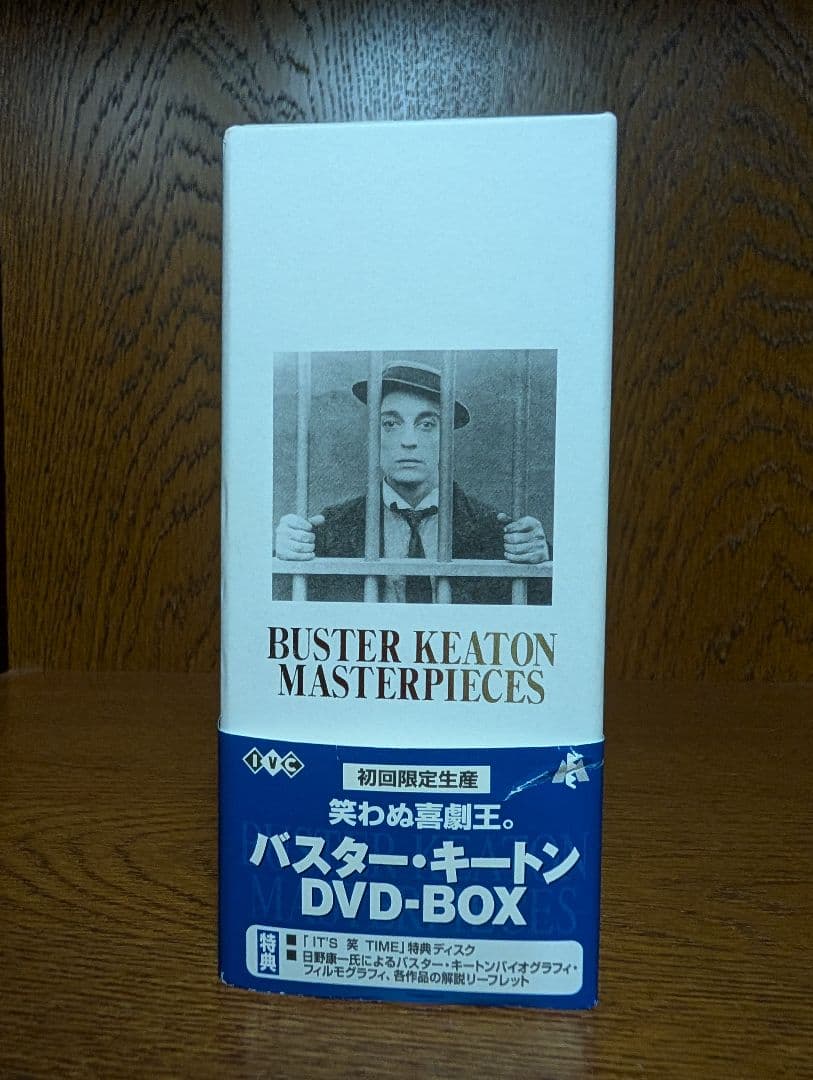 BUSTER KEATON
MASTERPIECES
IVC
初回限定生産
笑わぬ喜劇王。
バスター・キートン
DVD-BOX
特典
■「IT'S 笑 TIME」特典ディスク
■日野康一氏によるバスター・キートンバイオグラフィ・
フィルモグラフィ、各作品の解説リーフレット